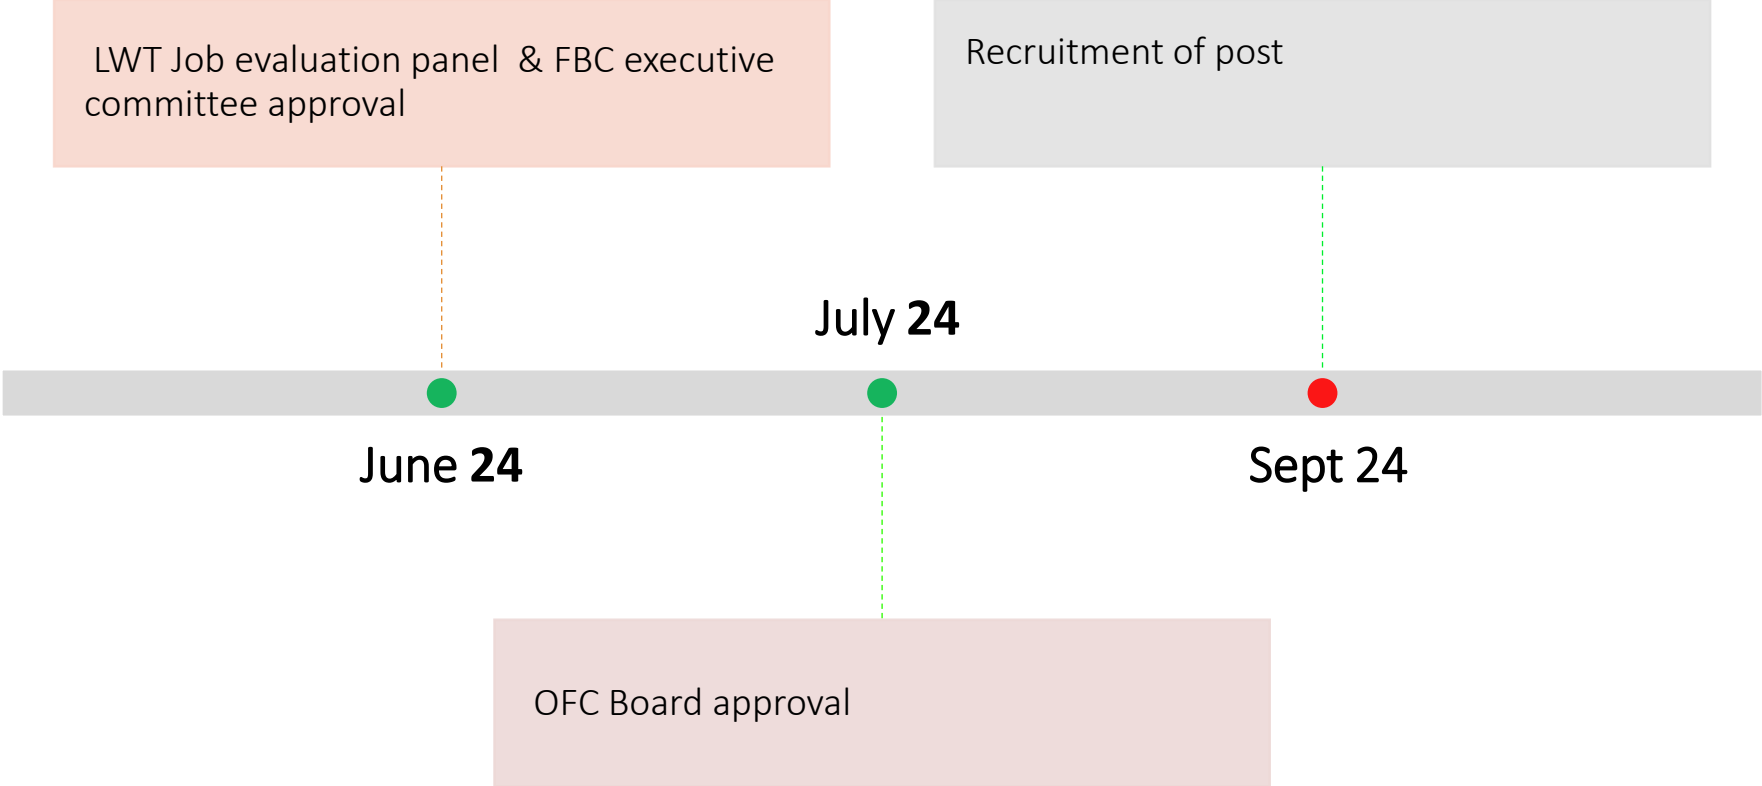 LWT Job evaluation panel & FBC executive
committee approval
Recruitment of post
July 24
June 24
Sept 24
OFC Board approval